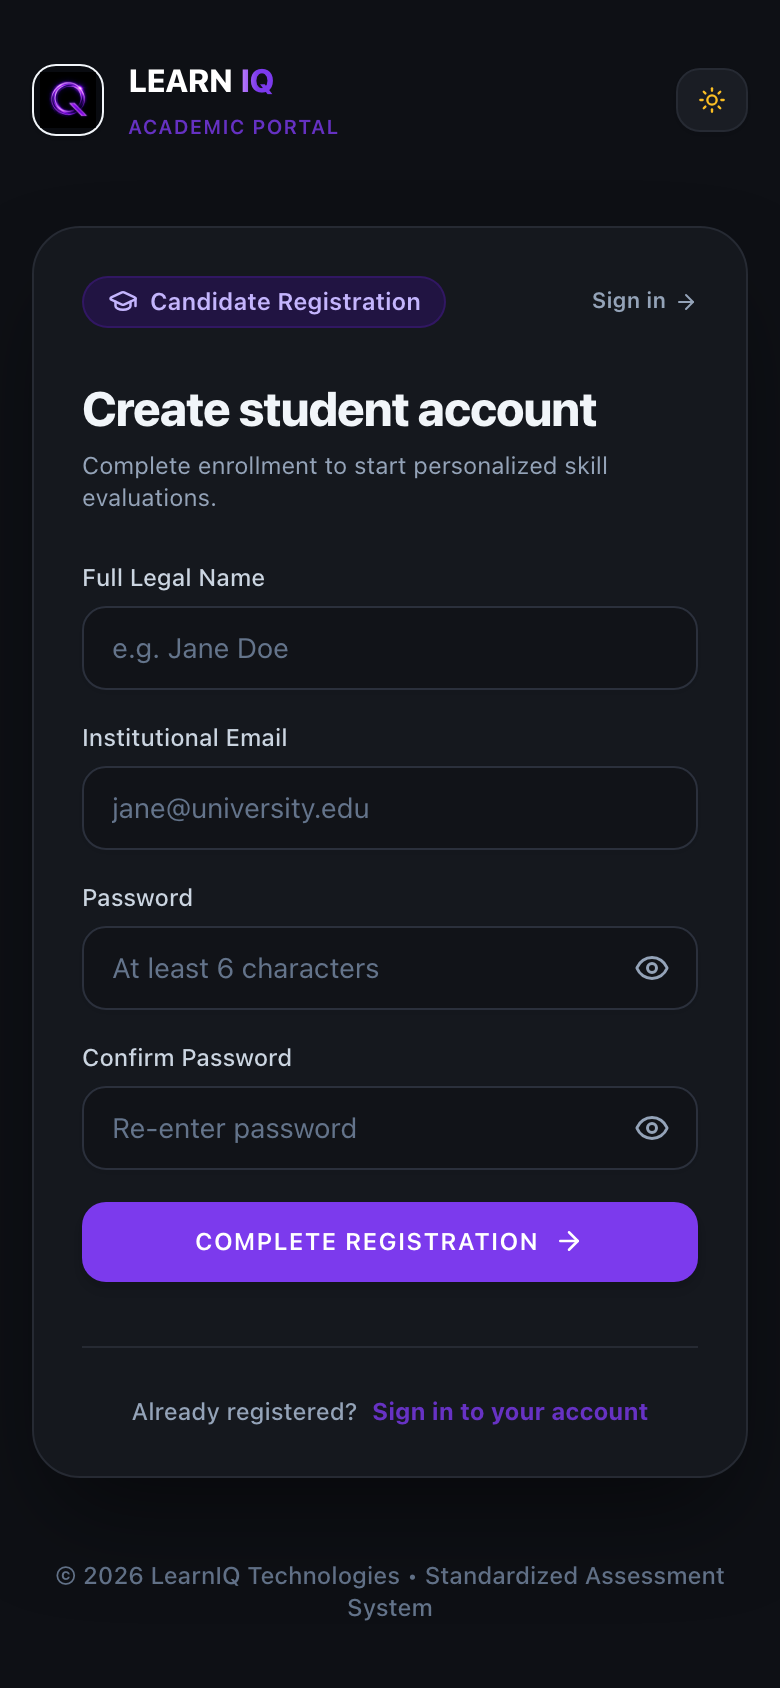 LEARN IQ
ACADEMIC PORTAL
Candidate Registration
Sign in →
Create student account
Complete enrollment to start personalized skill
evaluations.
Full Legal Name
e.g. Jane Doe
Institutional Email
jane@university.edu
Password
At least 6 characters
Confirm Password
Re-enter password
COMPLETE REGISTRATION →
Already registered? Sign in to your account
© 2026 LearnIQ Technologies • Standardized Assessment
System